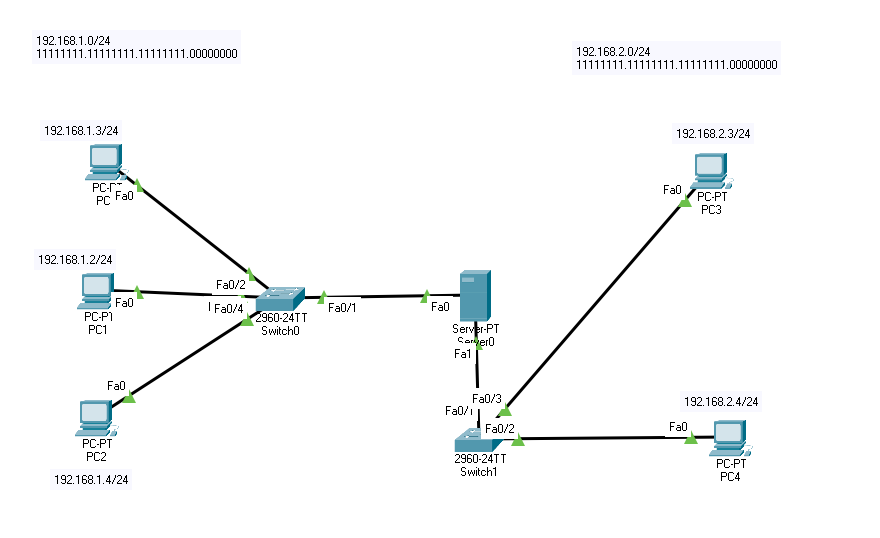 192.168.1.0/24
11111111.11111111.11111111.00000000
192.168.2.0/24
11111111.11111111.11111111.00000000
192.168.1.3/24
PC-PT
PC
Fa0
192.168.2.3/24
Fa0
PC-PT
PC3
192.168.1.2/24
Fa0
PC-PT
PC1
Fa0/2
Fa0/4
2960-24TT
Switch0
Fa0/1
Fa0
Server-PT
Server0
Fa1
Fa0
PC-PT
PC2
192.168.1.4/24
Fa0/3
Fa0/
Fa0/2
2960-24TT
Switch1
192.168.2.4/24
Fa0
PC-PT
PC4